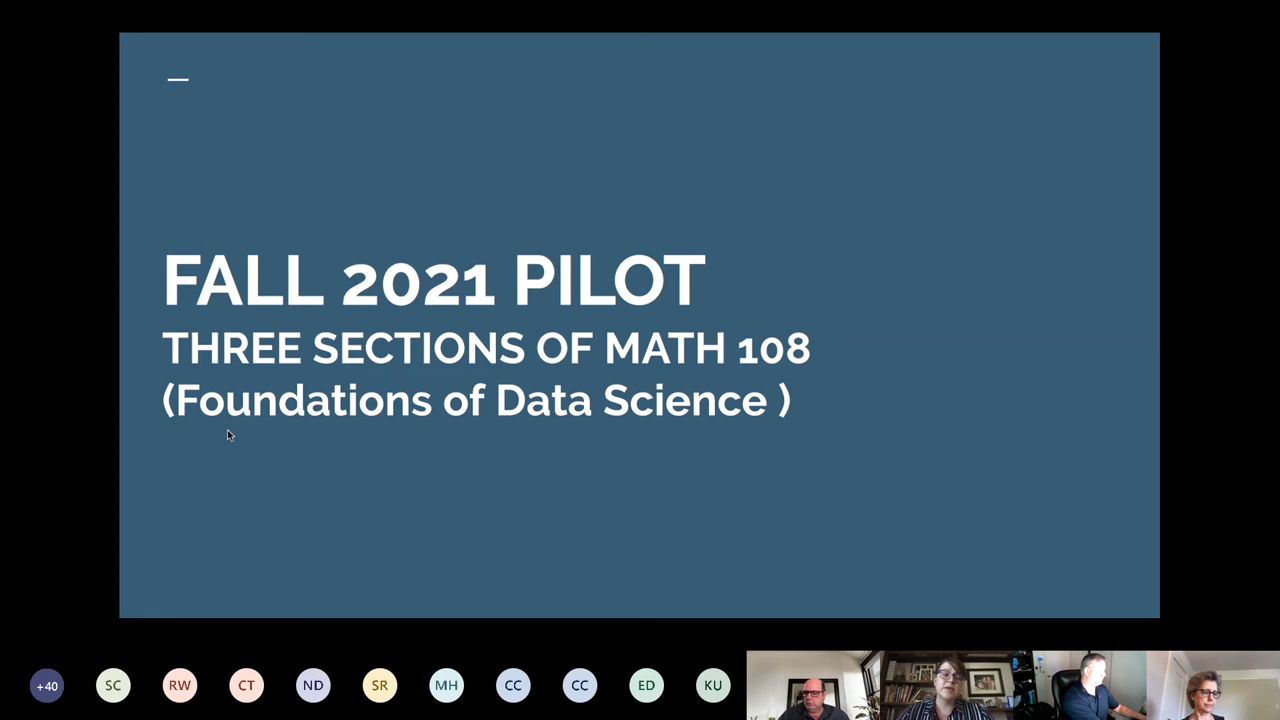 FALL 2021 PILOT
THREE SECTIONS OF MATH 108
(Foundations of Data Science )
+40 SC RW CT ND SR MH CC CC ED KU